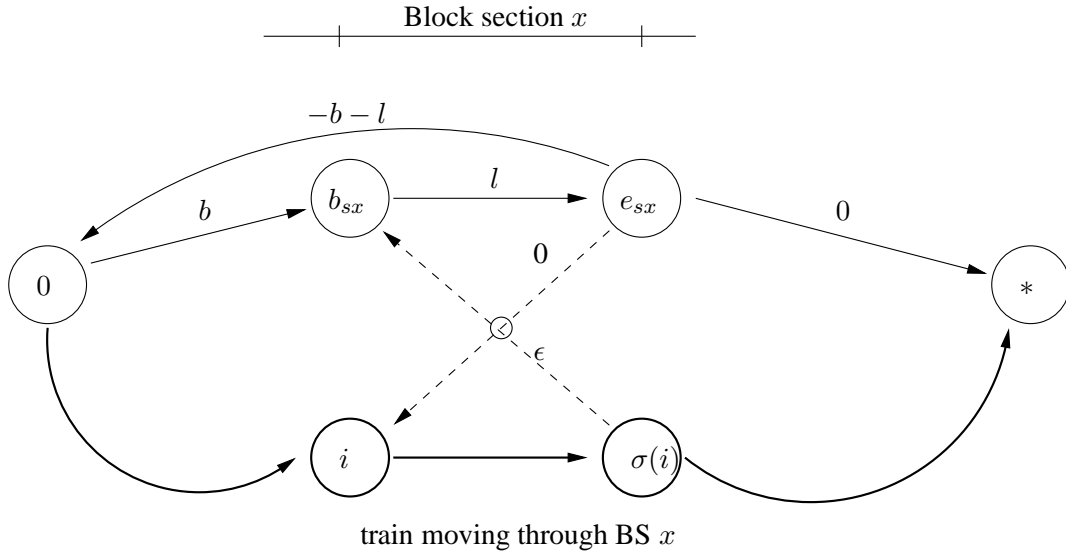 Block section x
−b − l
b
b_{sx}
l
e_{sx}
0
0
0
*
<
ϵ
i
σ(i)
train moving through BS x